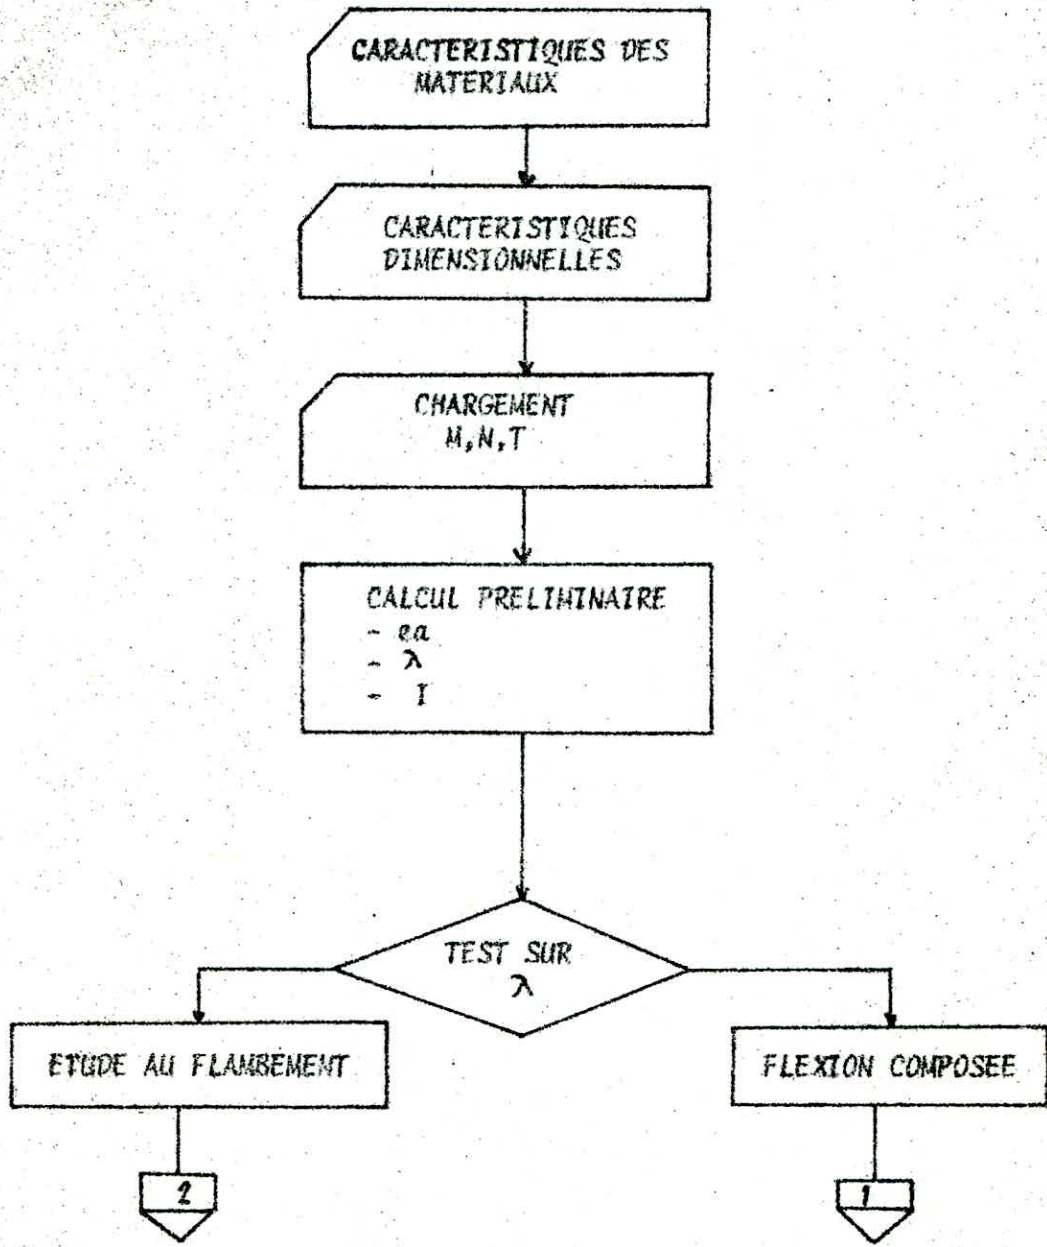 CARACTERISTIQUES DES
MATERIAUX
CARACTERISTIQUES
DIMENSIONNELLES
CHARGEMENT
M,N,T
CALCUL PRELIMINAIRE
- ea
- λ
- I
TEST SUR
λ
ETUDE AU FLAMBEMENT
FLEXION COMPOSEE
2
1